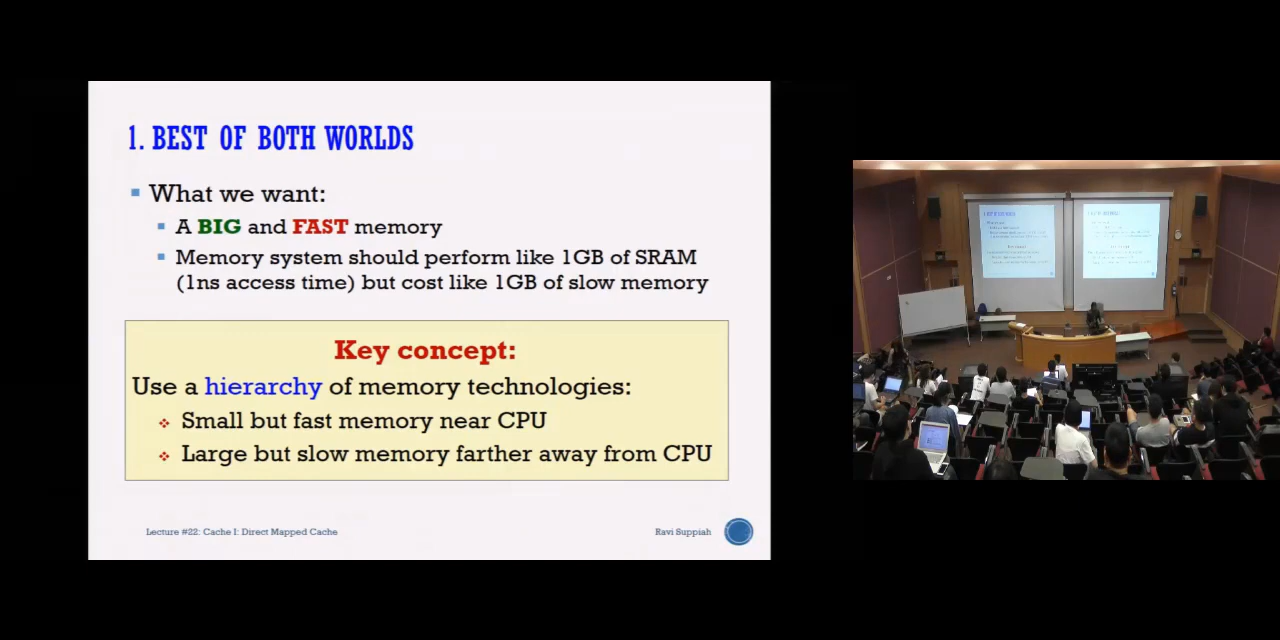 1. BEST OF BOTH WORLDS
What we want:
A BIG and FAST memory
Memory system should perform like 1GB of SRAM
(1ns access time) but cost like 1GB of slow memory
Key concept:
Use a hierarchy of memory technologies:
Small but fast memory near CPU
Large but slow memory farther away from CPU
Lecture #22: Cache I: Direct Mapped Cache
Ravi Suppiah